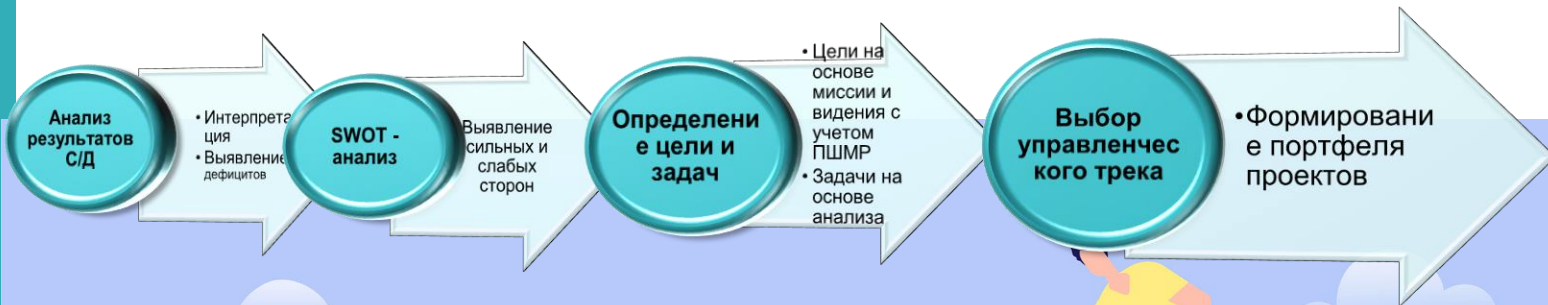 Анализ
результатов
С/Д
• Интерпрета
ция
• Выявление
дефицитов
SWOT -
анализ
Выявление
сильных и
слабых
сторон
Определени
е цели и
задач
• Цели на
основе
миссии и
видения с
учетом
ПШМР
• Задачи на
основе
анализа
Выбор
управленчес
кого трека
•Формировани
е портфеля
проектов